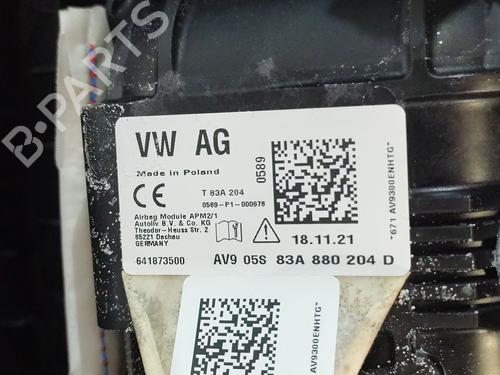 B-PARTS
VW AG
Made in Poland
0589
T 83A 204
0589-P1-000678
Airbag Module APM2/1
Autoliv B.V. & Co. KG
Theodor-Heuss Str. 2
85221 Dachau
GERMANY
18.11.21
641873500
AV9 05S 83A 880 204 D
*671 AV9300ENHTG*
AV9300ENHTG*